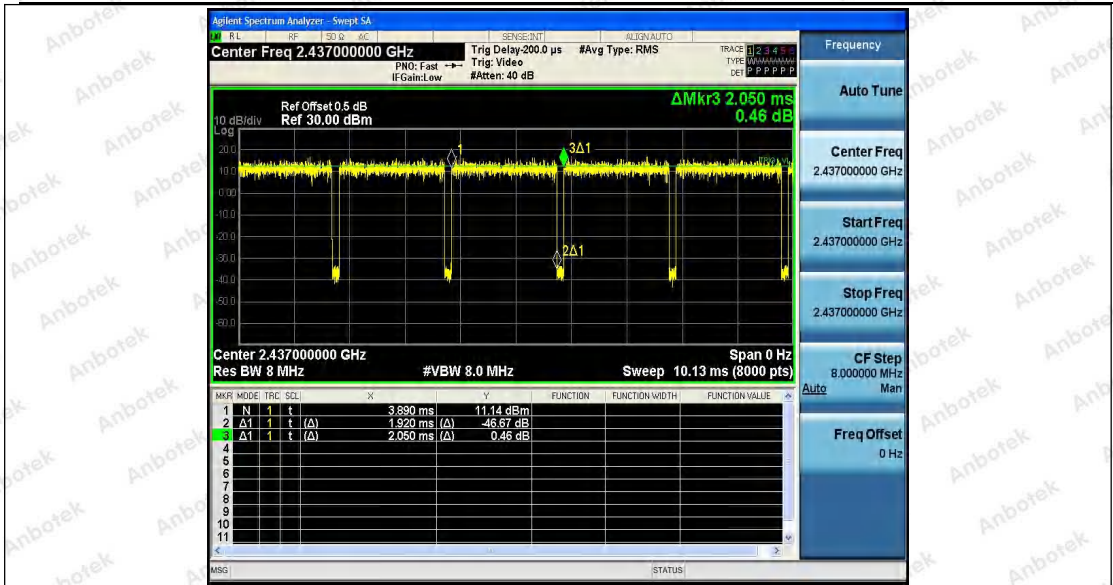 Agilent Spectrum Analyzer - Swept SA
RL RF 50 Ω AC SENSE:INT ALIGN AUTO
Center Freq 2.437000000 GHz
PNO: Fast
IFGain:Low
Trig Delay-200.0 µs #Avg Type: RMS
Trig: Video
#Atten: 40 dB
TRACE 1 2 3 4 5 6
TYPE
DET P P P P P P
Ref Offset 0.5 dB
10 dB/div Ref 30.00 dBm
Log
ΔMkr3 2.050 ms
0.46 dB
20.0
10.0
0.00
-10.0
-20.0
-30.0
-40.0
-50.0
-60.0
1
3Δ1
2Δ1
Center 2.437000000 GHz Span 0 Hz
Res BW 8 MHz #VBW 8.0 MHz Sweep 10.13 ms (8000 pts)
MKR MODE TRC SCL X Y FUNCTION FUNCTION WIDTH FUNCTION VALUE
1 N 1 t 3.890 ms 11.14 dBm
2 Δ1 1 t (Δ) 1.920 ms (Δ) -46.67 dB
3 Δ1 1 t (Δ) 2.050 ms (Δ) 0.46 dB
4
5
6
7
8
9
10
11
MSG STATUS
Frequency
Auto Tune
Center Freq
2.437000000 GHz
Start Freq
2.437000000 GHz
Stop Freq
2.437000000 GHz
CF Step
8.000000 MHz
Auto Man
Freq Offset
0 Hz
Anbotek